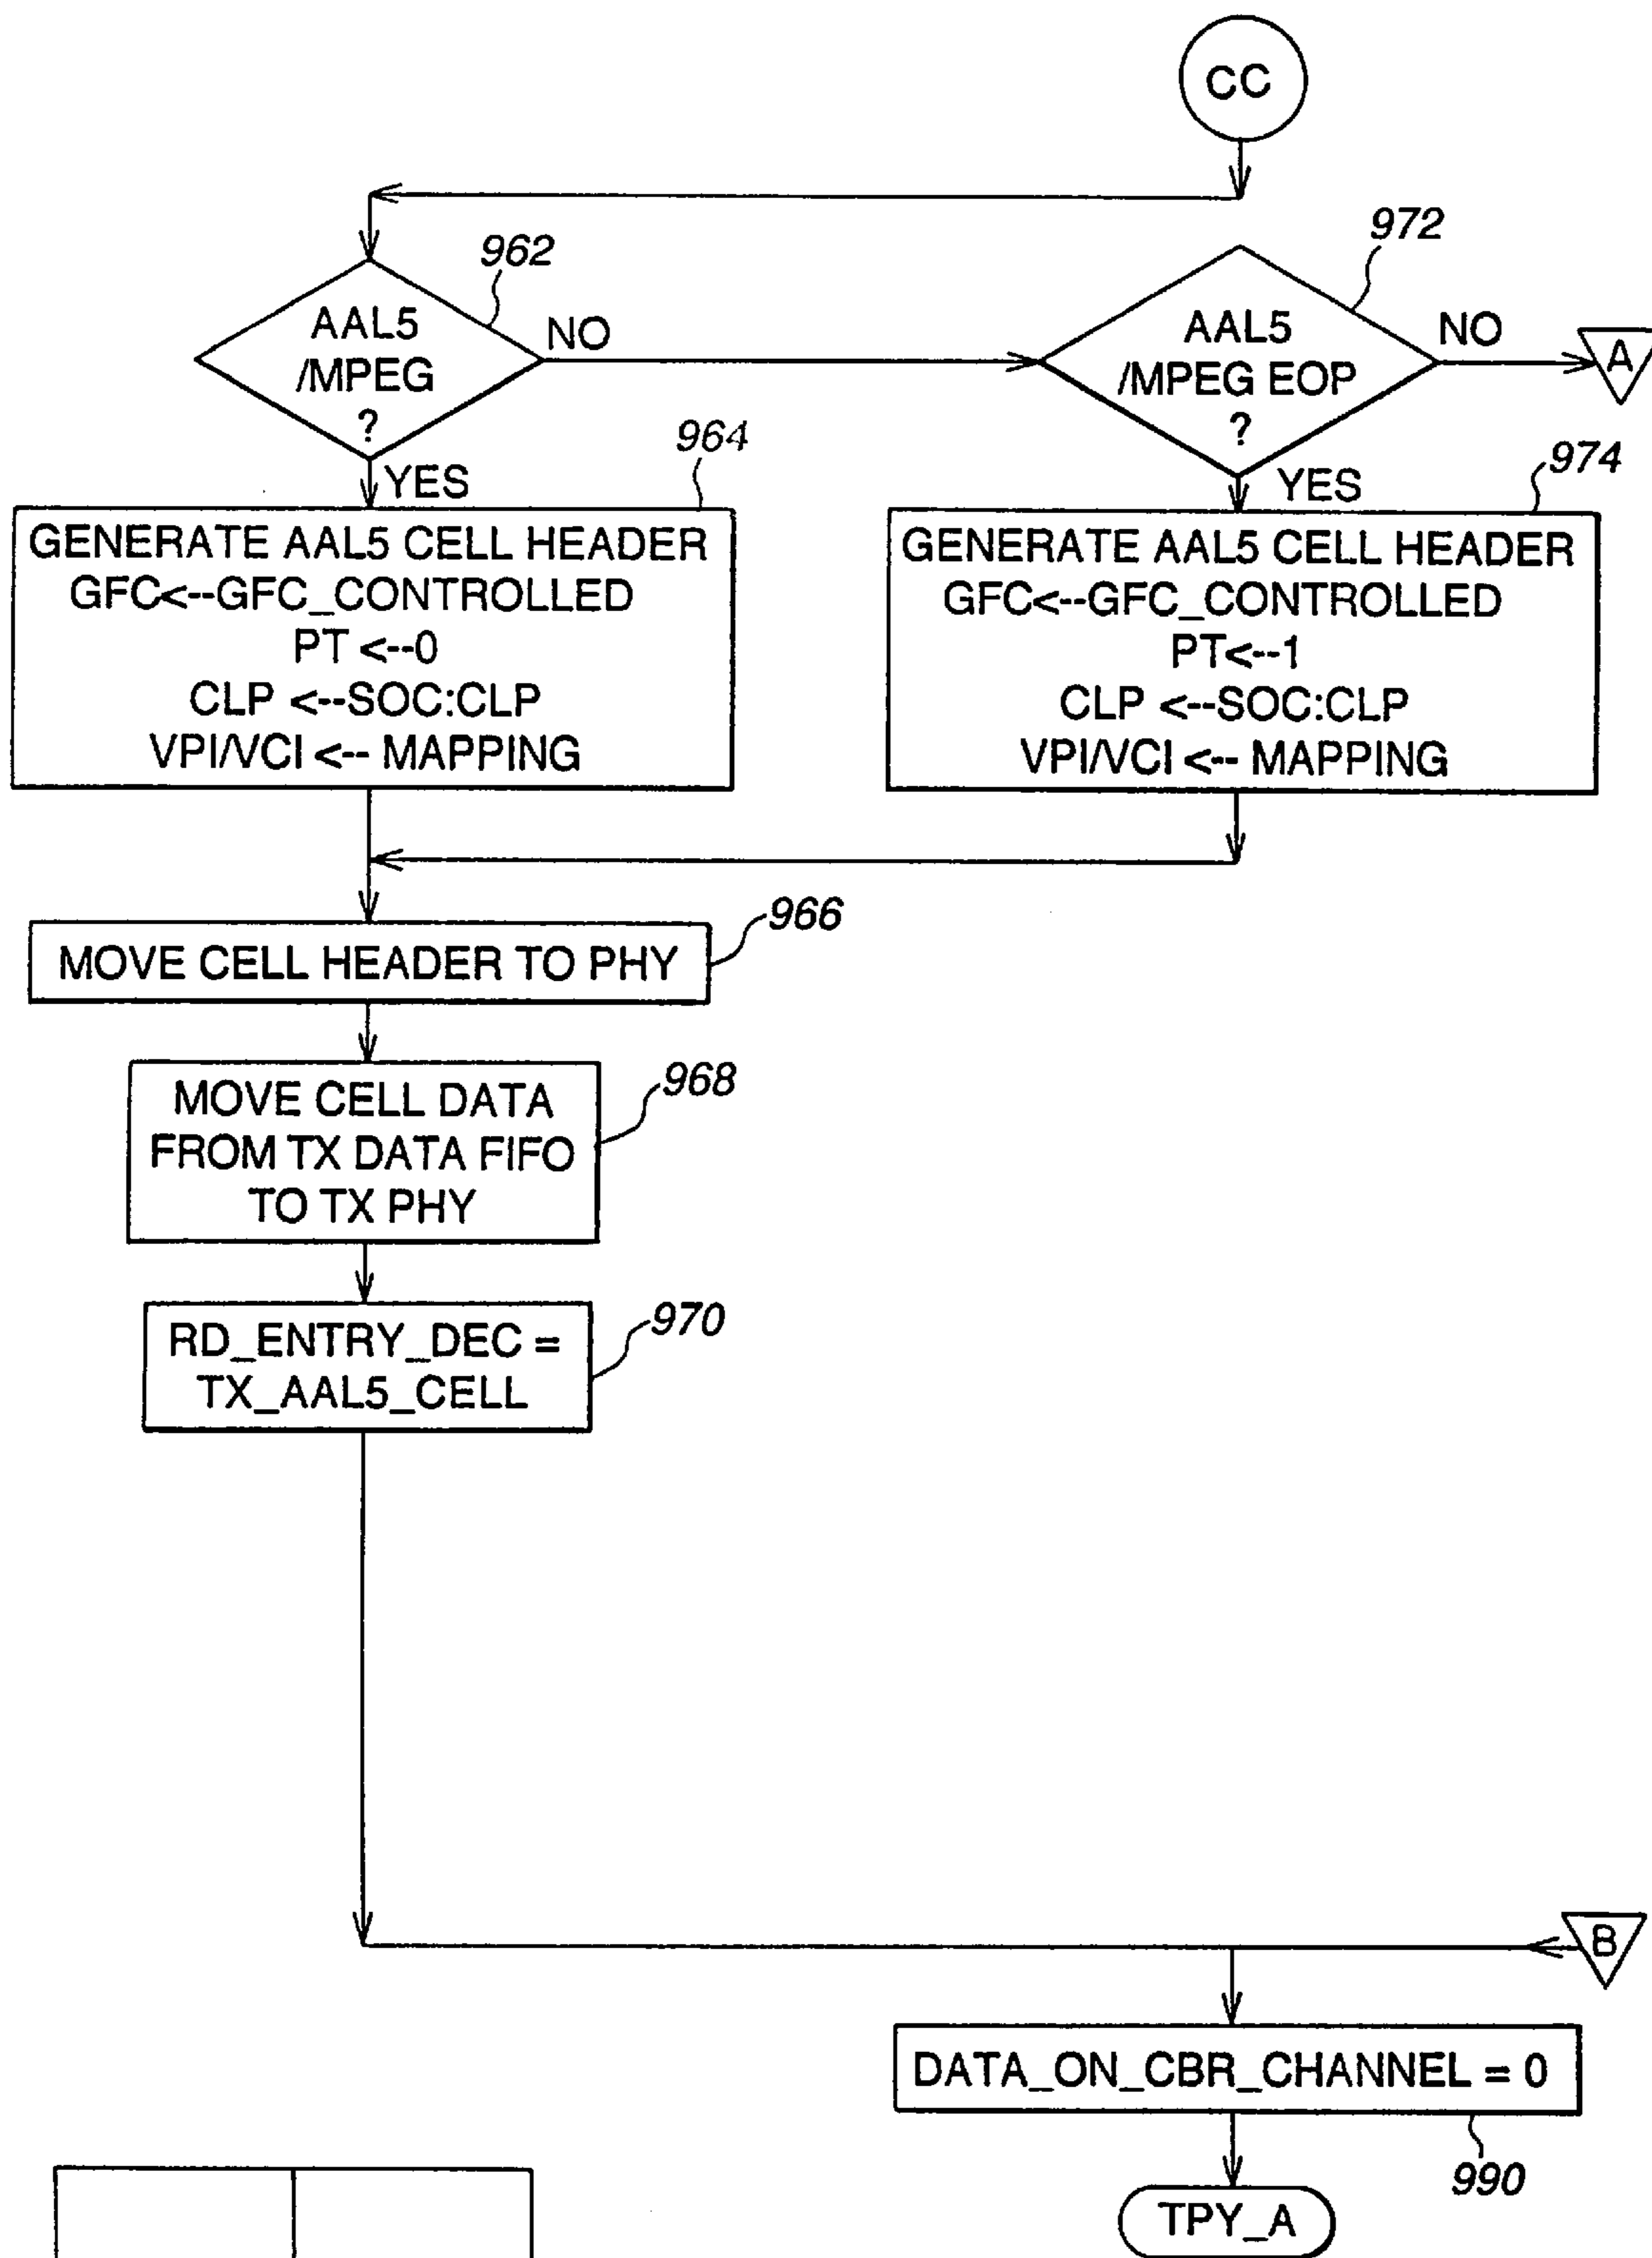 CC
962
AAL5
/MPEG
?
NO
YES
972
AAL5
/MPEG EOP
?
NO
YES
A
964
GENERATE AAL5 CELL HEADER
GFC<--GFC_CONTROLLED
PT <--0
CLP <--SOC:CLP
VPI/VCI <-- MAPPING
974
GENERATE AAL5 CELL HEADER
GFC<--GFC_CONTROLLED
PT<--1
CLP <--SOC:CLP
VPI/VCI <-- MAPPING
966
MOVE CELL HEADER TO PHY
968
MOVE CELL DATA
FROM TX DATA FIFO
TO TX PHY
970
RD_ENTRY_DEC =
TX_AAL5_CELL
B
DATA_ON_CBR_CHANNEL = 0
990
TPY_A